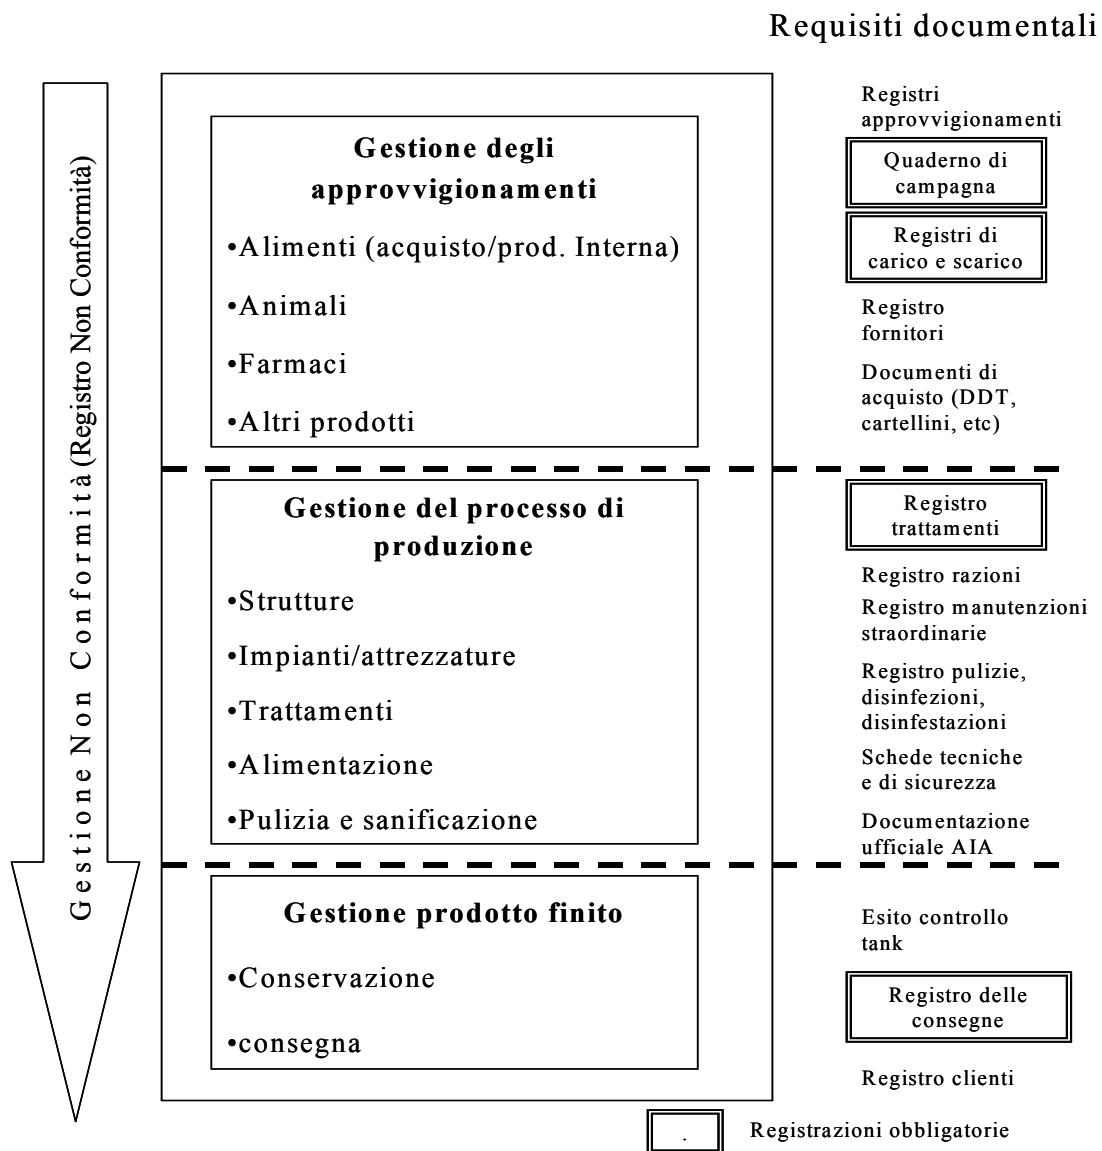 Requisiti documentali
Gestione Non Conformità (Registro Non Conformità)
Gestione degli
approvvigionamenti
•Alimenti (acquisto/prod. Interna)
•Animali
•Farmaci
•Altri prodotti
Registri
approvvigionamenti
Quaderno di
campagna
Registri di
carico e scarico
Registro
fornitori
Documenti di
acquisto (DDT,
cartellini, etc)
Gestione del processo di
produzione
•Strutture
•Impianti/attrezzature
•Trattamenti
•Alimentazione
•Pulizia e sanificazione
Registro
trattamenti
Registro razioni
Registro manutenzioni
straordinarie
Registro pulizie,
disinfezioni,
disinfestazioni
Schede tecniche
e di sicurezza
Documentazione
ufficiale AIA
Gestione prodotto finito
•Conservazione
•consegna
Esito controllo
tank
Registro delle
consegne
Registro clienti
.
Registrazioni obbligatorie